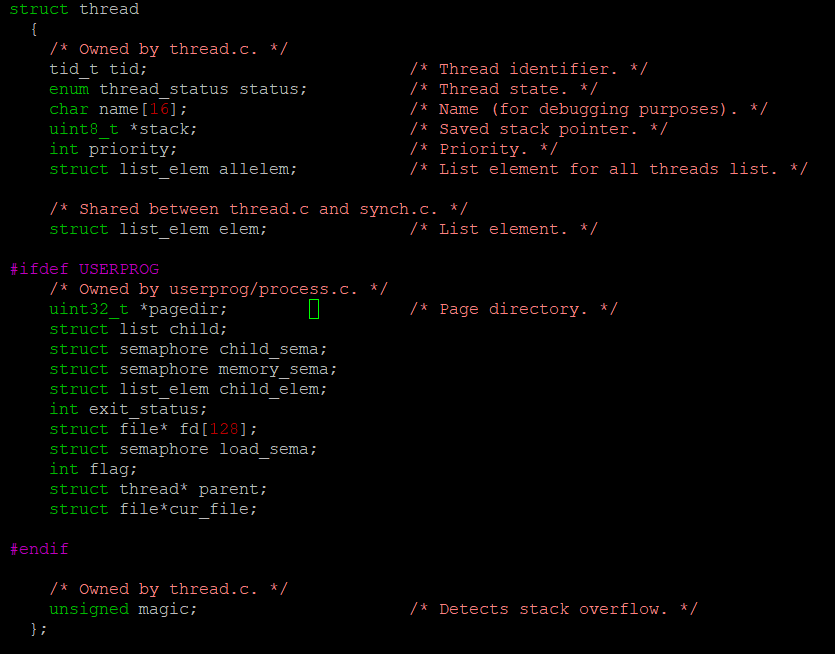 struct thread
  {
    /* Owned by thread.c. */
    tid_t tid;                          /* Thread identifier. */
    enum thread_status status;          /* Thread state. */
    char name[16];                      /* Name (for debugging purposes). */
    uint8_t *stack;                     /* Saved stack pointer. */
    int priority;                       /* Priority. */
    struct list_elem allelem;           /* List element for all threads list. */

    /* Shared between thread.c and synch.c. */
    struct list_elem elem;              /* List element. */

#ifdef USERPROG
    /* Owned by userprog/process.c. */
    uint32_t *pagedir;                  /* Page directory. */
    struct list child;
    struct semaphore child_sema;
    struct semaphore memory_sema;
    struct list_elem child_elem;
    int exit_status;
    struct file* fd[128];
    struct semaphore load_sema;
    int flag;
    struct thread* parent;
    struct file*cur_file;

#endif

    /* Owned by thread.c. */
    unsigned magic;                     /* Detects stack overflow. */
  };